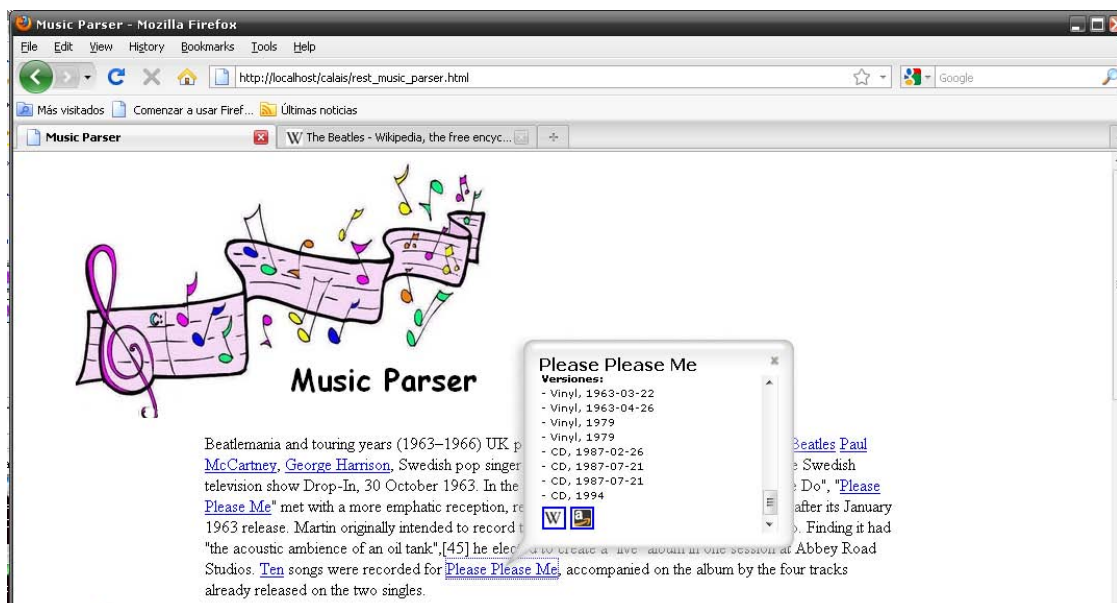 Music Parser - Mozilla Firefox
File Edit View History Bookmarks Tools Help
http://localhost/calais/rest_music_parser.html
Google
Más visitados Comenzar a usar Firef... Últimas noticias
Music Parser
W The Beatles - Wikipedia, the free encyc...
Music Parser
Please Please Me
Versiones:
- Vinyl, 1963-03-22
- Vinyl, 1963-04-26
- Vinyl, 1979
- Vinyl, 1979
- CD, 1987-02-26
- CD, 1987-07-21
- CD, 1987-07-21
- CD, 1994
W a
Beatlemania and touring years (1963–1966) UK p Beatles Paul
McCartney, George Harrison, Swedish pop singer Swedish
television show Drop-In, 30 October 1963. In the Do", "Please
Please Me" met with a more emphatic reception, after its January
1963 release. Martin originally intended to record Finding it had
"the acoustic ambience of an oil tank",[45] he elected to create a "live" album in one session at Abbey Road
Studios. Ten songs were recorded for Please Please Me, accompanied on the album by the four tracks
already released on the two singles.